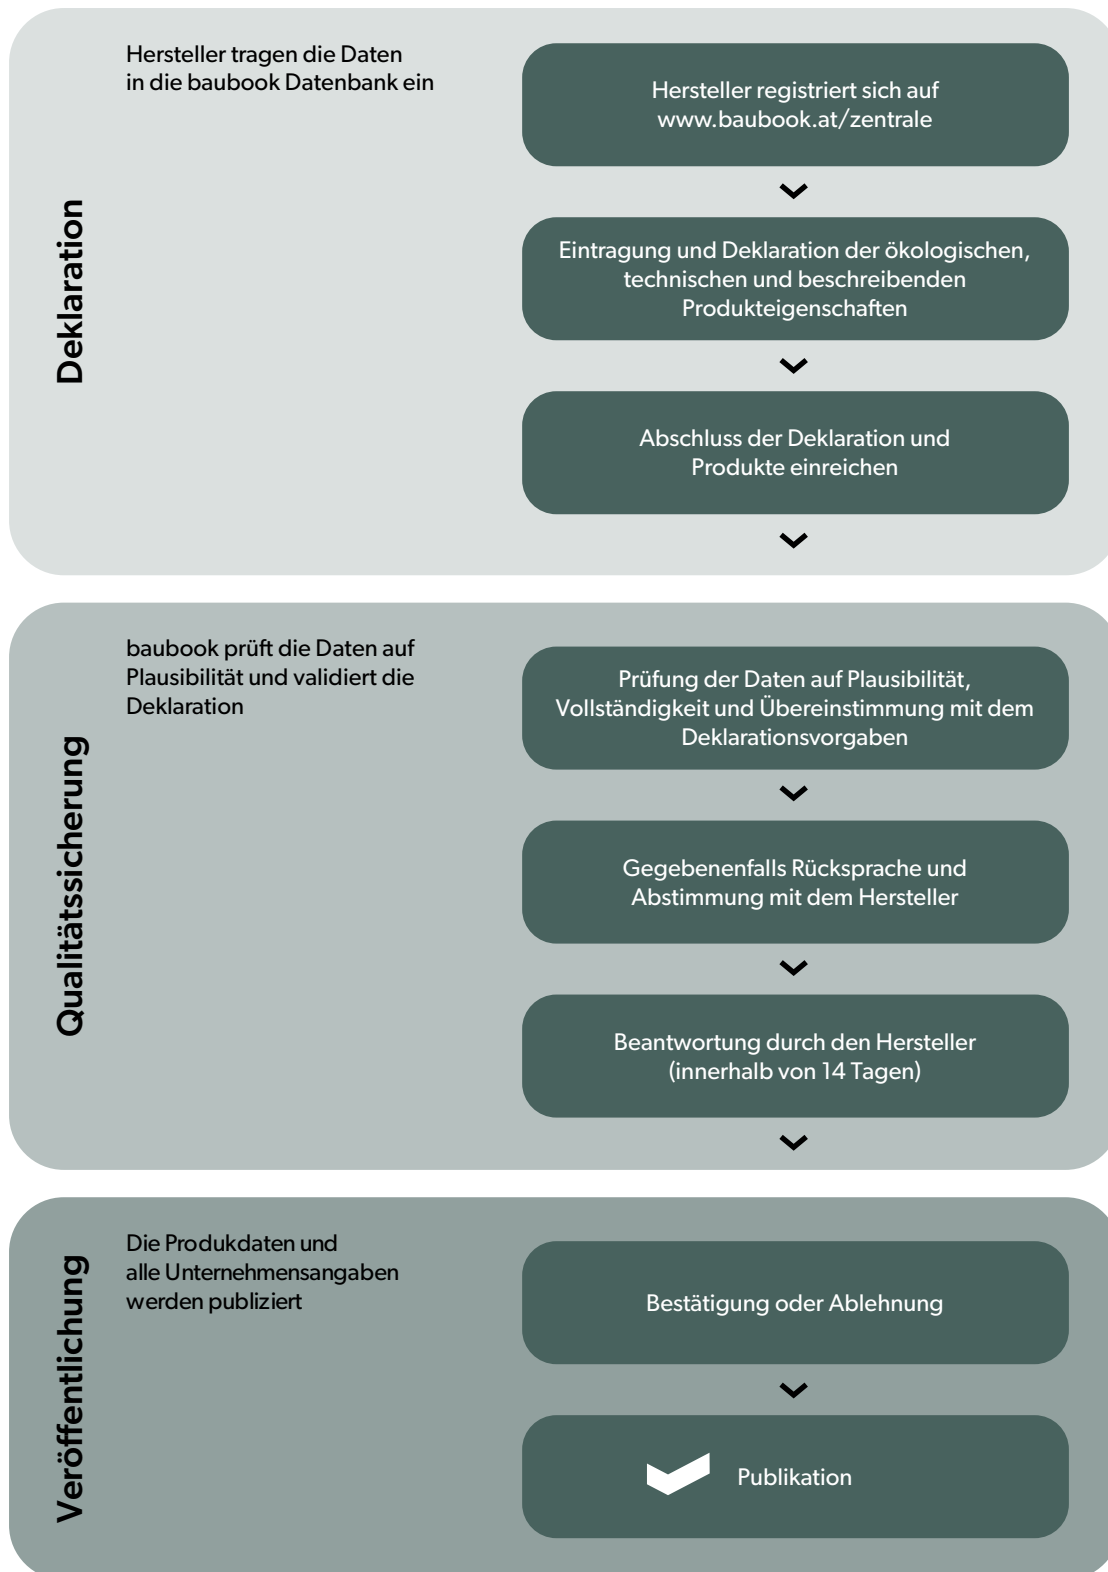 Deklaration
Hersteller tragen die Daten
in die baubook Datenbank ein
Hersteller registriert sich auf
www.baubook.at/zentrale
Eintragung und Deklaration der ökologischen,
technischen und beschreibenden
Produkteigenschaften
Abschluss der Deklaration und
Produkte einreichen
Qualitätssicherung
baubook prüft die Daten auf
Plausibilität und validiert die
Deklaration
Prüfung der Daten auf Plausibilität,
Vollständigkeit und Übereinstimmung mit dem
Deklarationsvorgaben
Gegebenenfalls Rücksprache und
Abstimmung mit dem Hersteller
Beantwortung durch den Hersteller
(innerhalb von 14 Tagen)
Veröffentlichung
Die Produkdaten und
alle Unternehmensangaben
werden publiziert
Bestätigung oder Ablehnung
Publikation